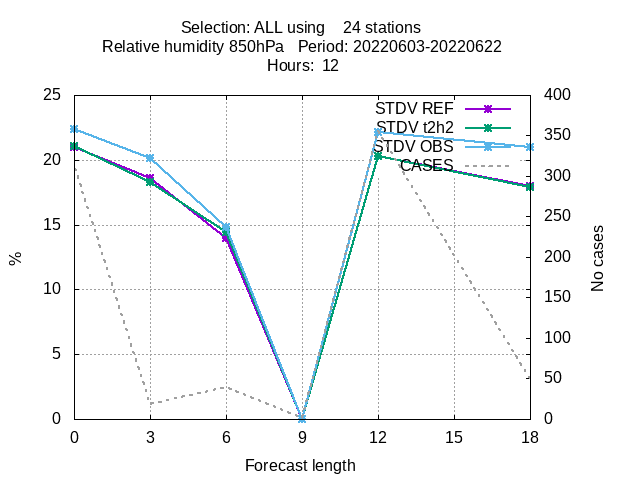 Selection: ALL using    24 stations
Relative humidity 850hPa   Period: 20220603-20220622
Hours:  12
25 400
STDV REF
350
STDV t2h2
STDV OBS
20
CASES
300
250
15
%
No cases
200
10
150
100
5
50
0 0
0 3 6 9 12 15 18
Forecast length